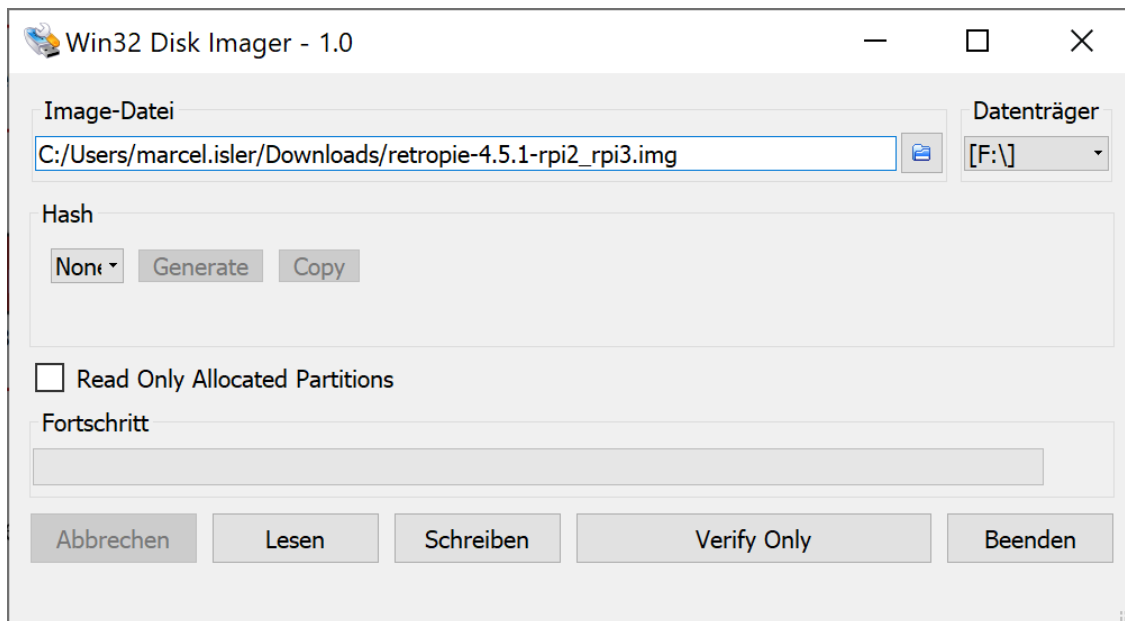 Win32 Disk Imager - 1.0
Image-Datei
Datenträger
C:/Users/marcel.isler/Downloads/retropie-4.5.1-rpi2_rpi3.img
[F:\]
Hash
None
Generate
Copy
Read Only Allocated Partitions
Fortschritt
Abbrechen
Lesen
Schreiben
Verify Only
Beenden